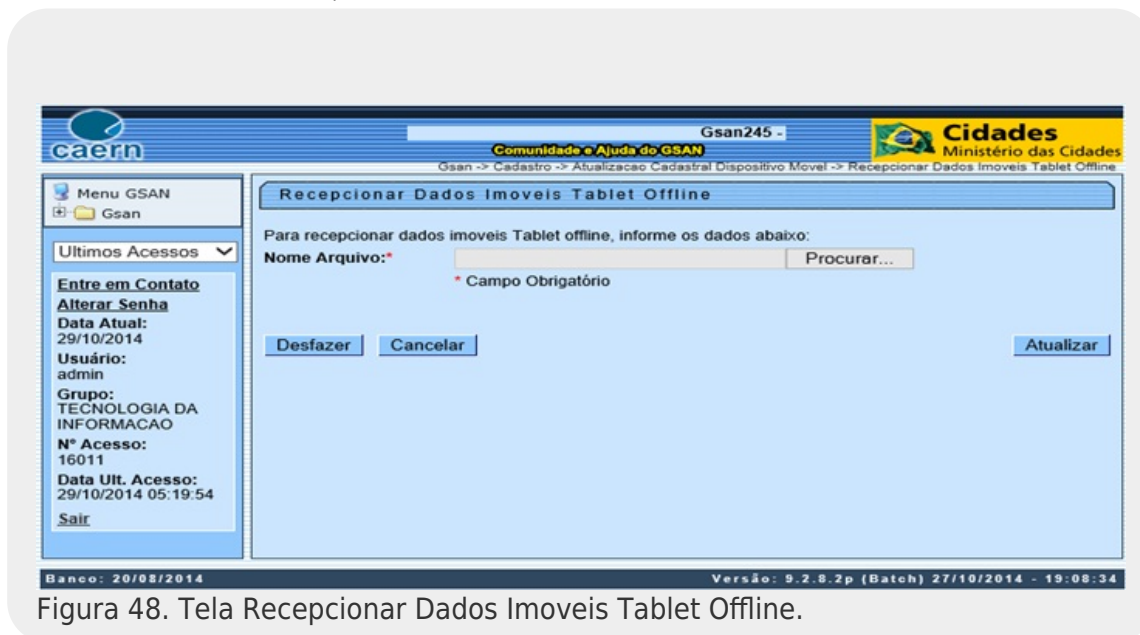 caern
Gsan245 -
Comunidade e Ajuda do GSAN
Cidades
Ministério das Cidades
Gsan -> Cadastro -> Atualizacao Cadastral Dispositivo Movel -> Recepcionar Dados Imoveis Tablet Offline
Menu GSAN
Gsan
Ultimos Acessos
Entre em Contato
Alterar Senha
Data Atual:
29/10/2014
Usuário:
admin
Grupo:
TECNOLOGIA DA
INFORMACAO
Nº Acesso:
16011
Data Ult. Acesso:
29/10/2014 05:19:54
Sair
Recepcionar Dados Imoveis Tablet Offline
Para recepcionar dados imoveis Tablet offline, informe os dados abaixo:
Nome Arquivo:* Procurar...
* Campo Obrigatório
Desfazer Cancelar Atualizar
Banco: 20/08/2014 Versão: 9.2.8.2p (Batch) 27/10/2014 - 19:08:34
Figura 48. Tela Recepcionar Dados Imoveis Tablet Offline.